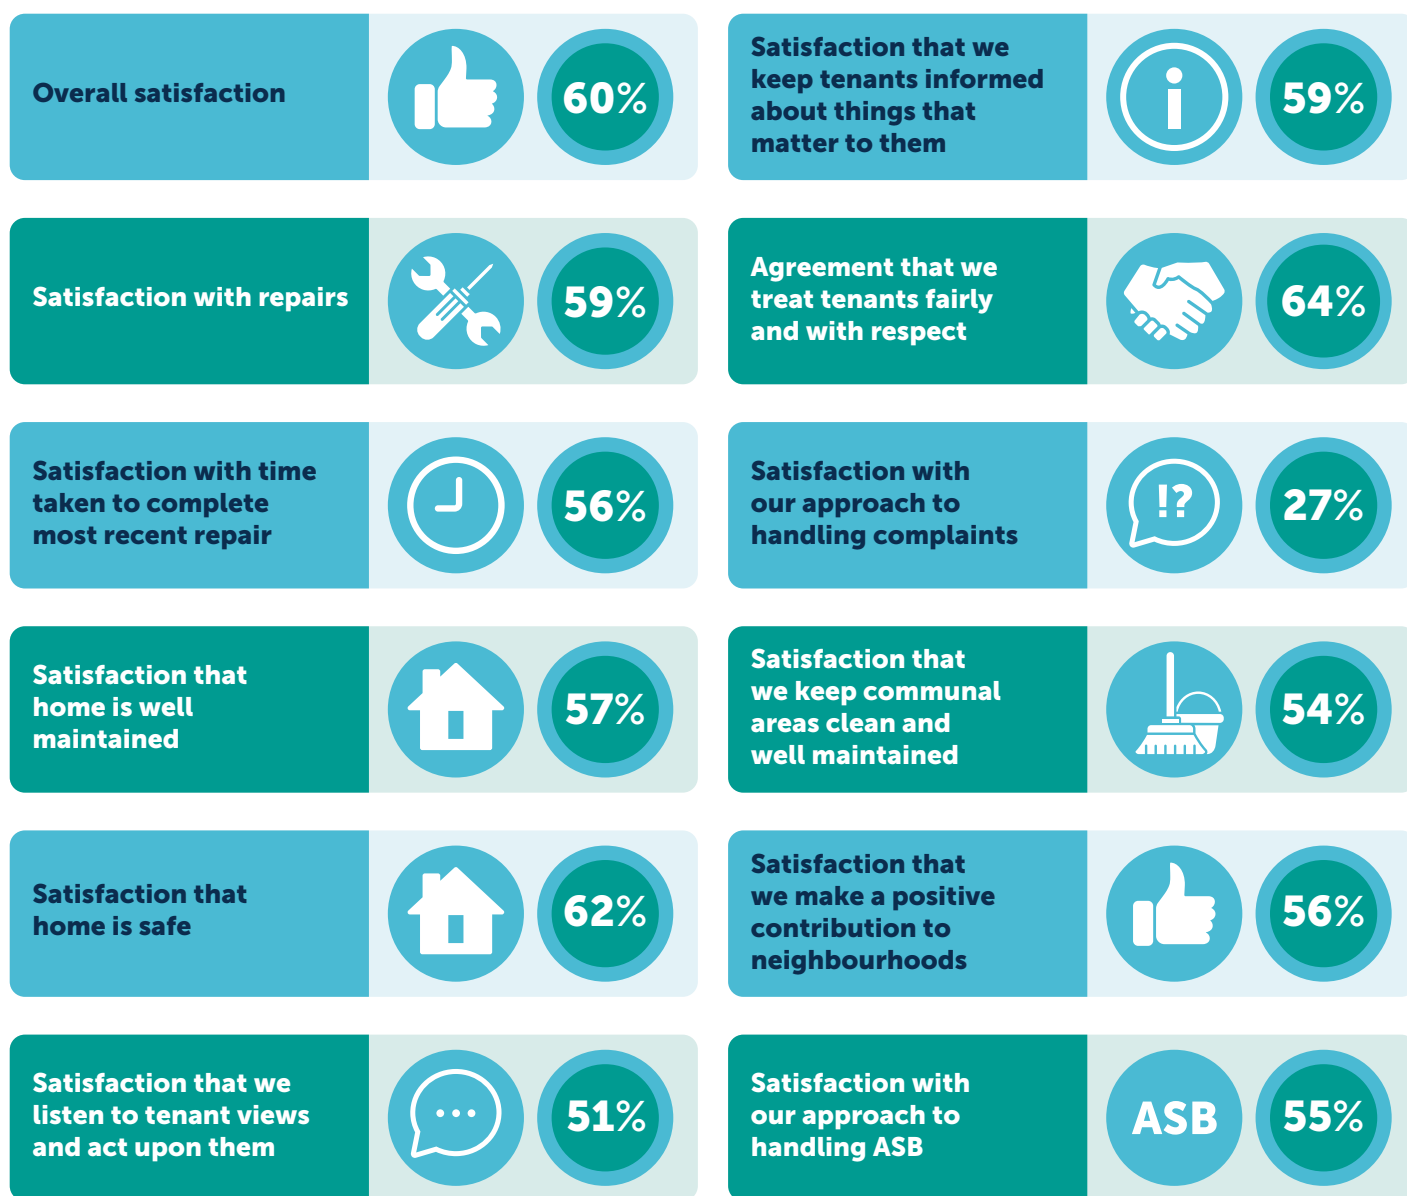 Overall satisfaction
60%
Satisfaction that we
keep tenants informed
about things that
matter to them
59%
Satisfaction with repairs
59%
Agreement that we
treat tenants fairly
and with respect
64%
Satisfaction with time
taken to complete
most recent repair
56%
Satisfaction with
our approach to
handling complaints
!?
27%
Satisfaction that
home is well
maintained
57%
Satisfaction that
we keep communal
areas clean and
well maintained
54%
Satisfaction that
home is safe
62%
Satisfaction that
we make a positive
contribution to
neighbourhoods
56%
Satisfaction that we
listen to tenant views
and act upon them
51%
Satisfaction with
our approach to
handling ASB
ASB
55%